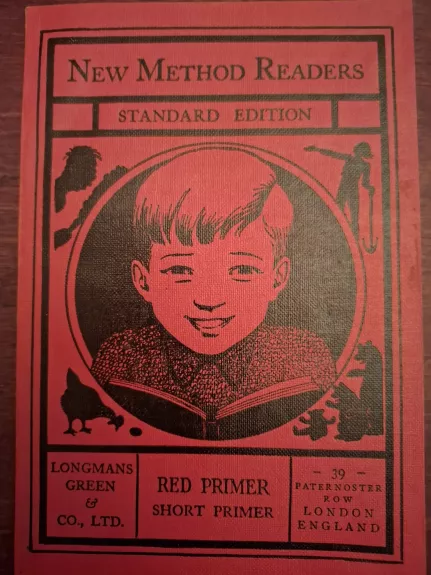 NEW METHOD READERS
STANDARD EDITION
LONGMANS
GREEN
&
CO., LTD.
RED PRIMER
SHORT PRIMER
- 39 -
PATERNOSTER
ROW
LONDON
ENGLAND